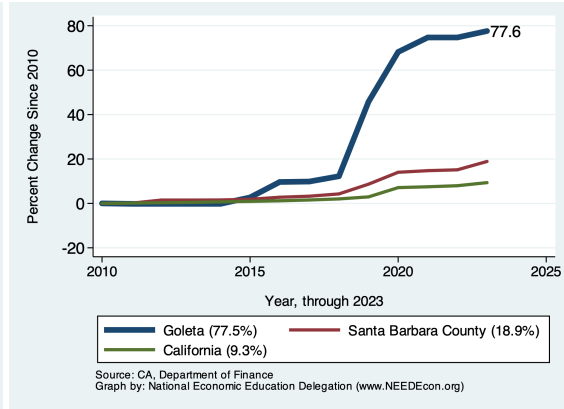 Percent Change Since 2010
80
60
40
20
0
-20
77.6
2010
2015
2020
2025
Year, through 2023
Goleta (77.5%)
Santa Barbara County (18.9%)
California (9.3%)
Source: CA, Department of Finance
Graph by: National Economic Education Delegation (www.NEEDEcon.org)